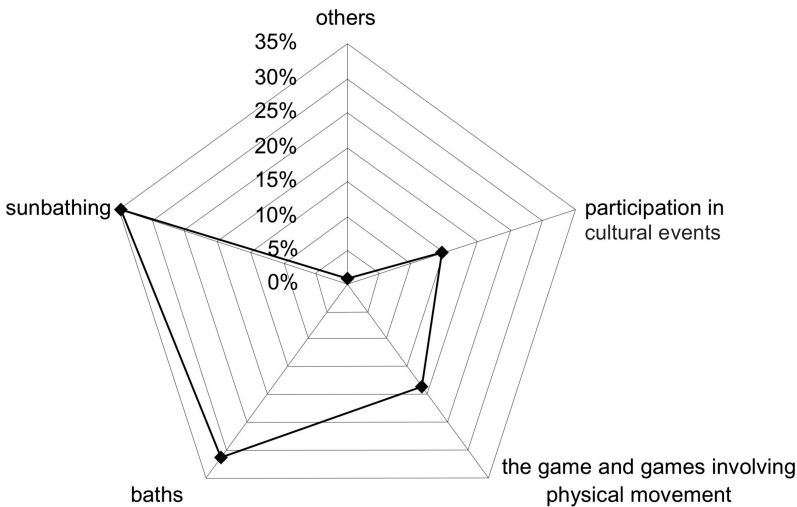 others
35%
30%
25%
20%
15%
10%
5%
0%
sunbathing
participation in
cultural events
the game and games involving
physical movement
baths